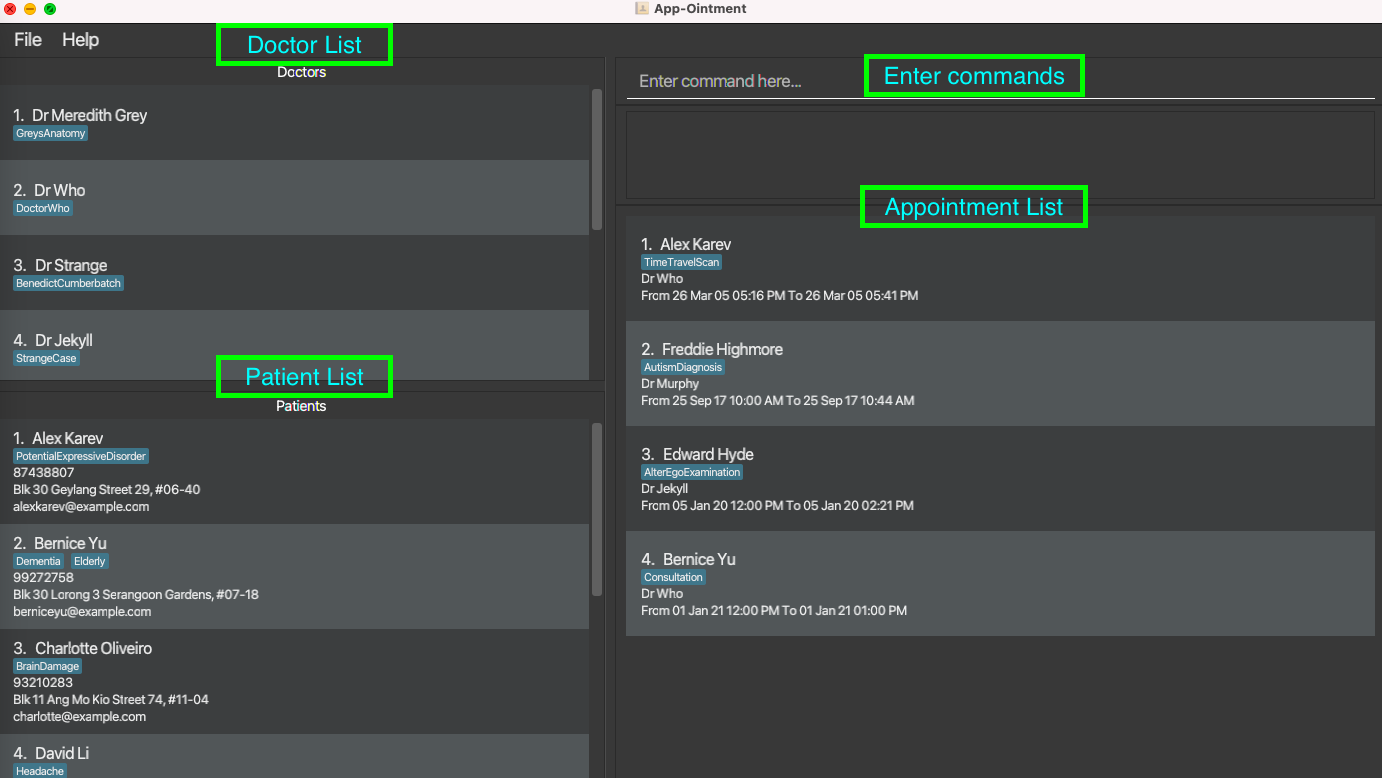 App-Ointment
File Help
Doctor List
Doctors
1. Dr Meredith Grey
GreysAnatomy
2. Dr Who
DoctorWho
3. Dr Strange
BenedictCumberbatch
4. Dr Jekyll
StrangeCase
Patient List
Patients
1. Alex Karev
PotentialExpressiveDisorder
87438807
Blk 30 Geylang Street 29, #06-40
alexkarev@example.com
2. Bernice Yu
Dementia Elderly
99272758
Blk 30 Lorong 3 Serangoon Gardens, #07-18
berniceyu@example.com
3. Charlotte Oliveiro
BrainDamage
93210283
Blk 11 Ang Mo Kio Street 74, #11-04
charlotte@example.com
4. David Li
Headache
Enter command here...
Enter commands
Appointment List
1. Alex Karev
TimeTravelScan
Dr Who
From 26 Mar 05 05:16 PM To 26 Mar 05 05:41 PM
2. Freddie Highmore
AutismDiagnosis
Dr Murphy
From 25 Sep 17 10:00 AM To 25 Sep 17 10:44 AM
3. Edward Hyde
AlterEgoExamination
Dr Jekyll
From 05 Jan 20 12:00 PM To 05 Jan 20 02:21 PM
4. Bernice Yu
Consultation
Dr Who
From 01 Jan 21 12:00 PM To 01 Jan 21 01:00 PM